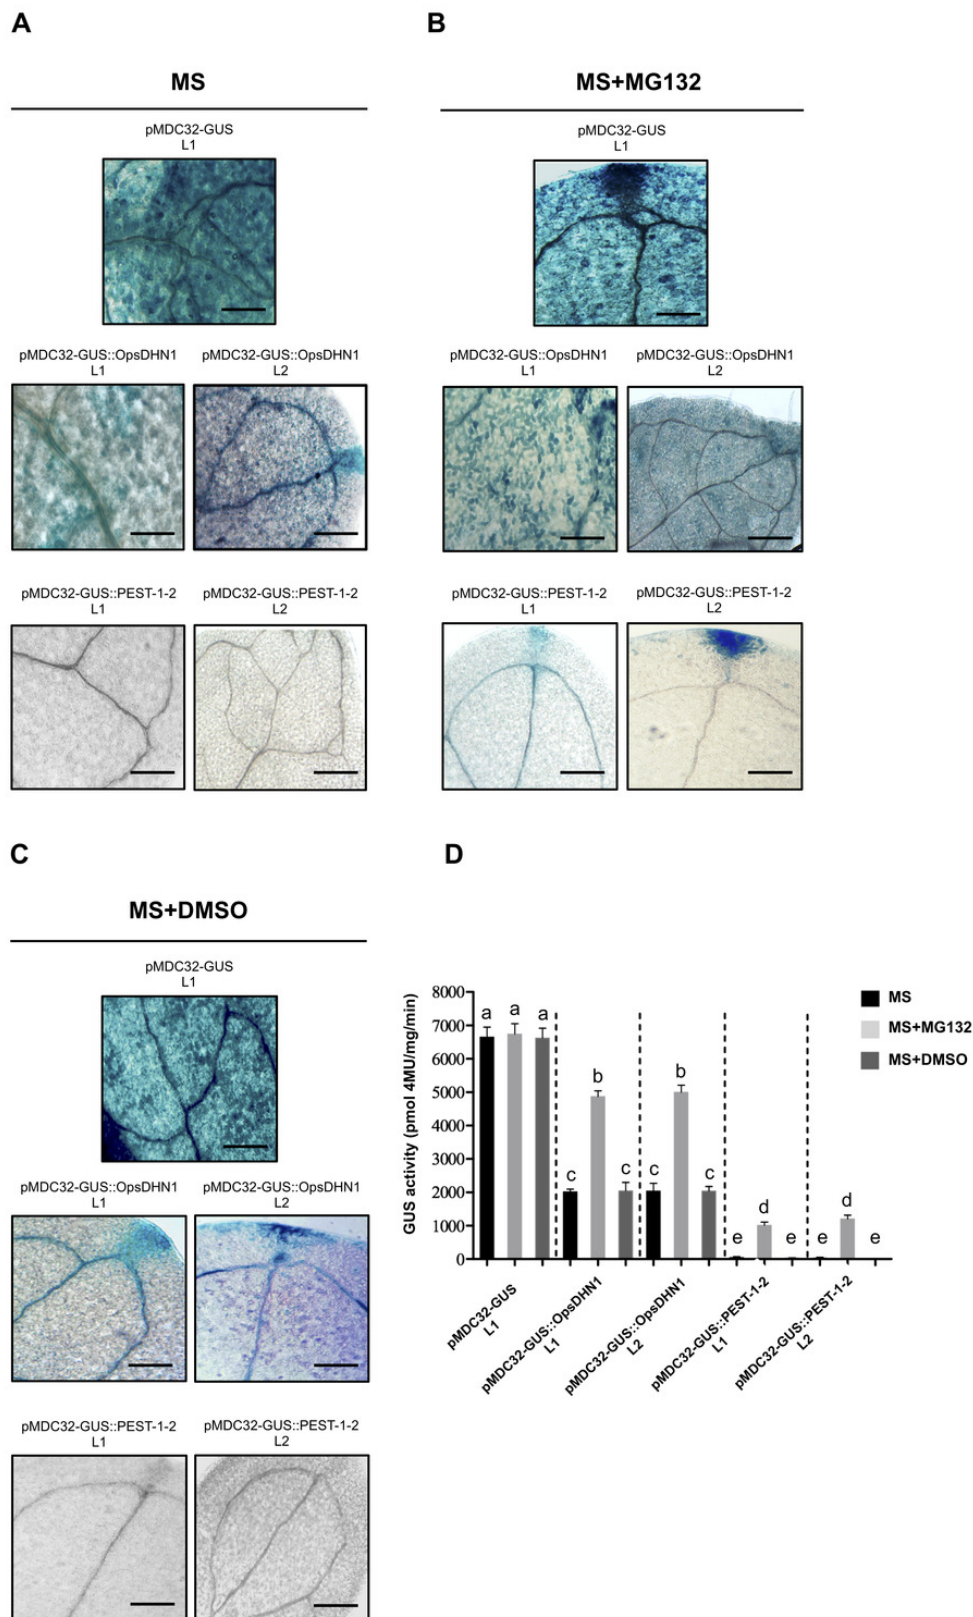 A
MS
pMDC32-GUS
L1
pMDC32-GUS::OpsDHN1
L1
pMDC32-GUS::OpsDHN1
L2
pMDC32-GUS::PEST-1-2
L1
pMDC32-GUS::PEST-1-2
L2
B
MS+MG132
pMDC32-GUS
L1
pMDC32-GUS::OpsDHN1
L1
pMDC32-GUS::OpsDHN1
L2
pMDC32-GUS::PEST-1-2
L1
pMDC32-GUS::PEST-1-2
L2
C
MS+DMSO
pMDC32-GUS
L1
pMDC32-GUS::OpsDHN1
L1
pMDC32-GUS::OpsDHN1
L2
pMDC32-GUS::PEST-1-2
L1
pMDC32-GUS::PEST-1-2
L2
D
GUS activity (pmol 4MU/mg/min)
8000
7000
6000
5000
4000
3000
2000
1000
0
a a a
c b c
c b c
e d e
e d e
pMDC32-GUS
L1
pMDC32-GUS::OpsDHN1
L1
pMDC32-GUS::OpsDHN1
L2
pMDC32-GUS::PEST-1-2
L1
pMDC32-GUS::PEST-1-2
L2
MS
MS+MG132
MS+DMSO